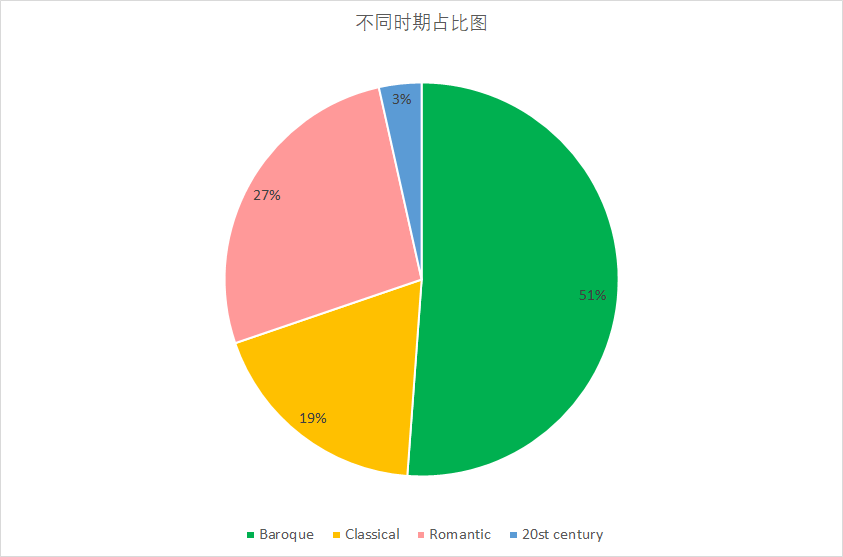 不同时期占比图
3%
27%
51%
19%
Baroque Classical Romantic 20st century